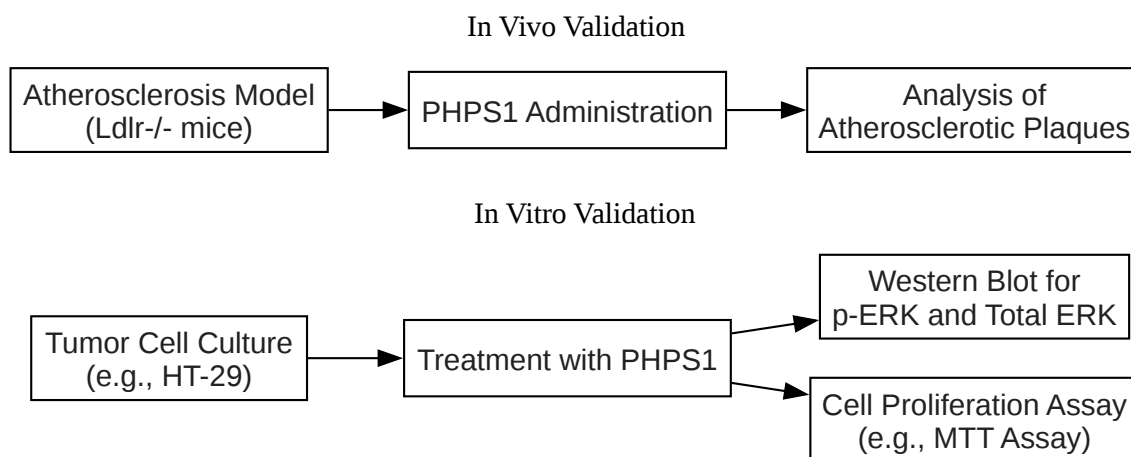 In Vivo Validation
Atherosclerosis Model
(Ldlr-/- mice)
PHPS1 Administration
Analysis of
Atherosclerotic Plaques
In Vitro Validation
Tumor Cell Culture
(e.g., HT-29)
Treatment with PHPS1
Western Blot for
p-ERK and Total ERK
Cell Proliferation Assay
(e.g., MTT Assay)